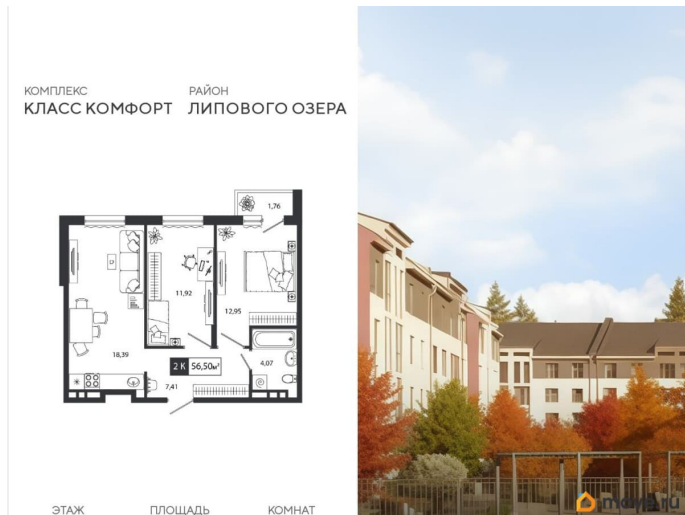 КОМПЛЕКС
КЛАСС КОМФОРТ
РАЙОН
ЛИПОВОГО ОЗЕРА
1,76
11,92
12,95
18,39
4,07
2 К 56,50м²
7,41
ЭТАЖ
ПЛОЩАДЬ
КОМНАТ
move.ru